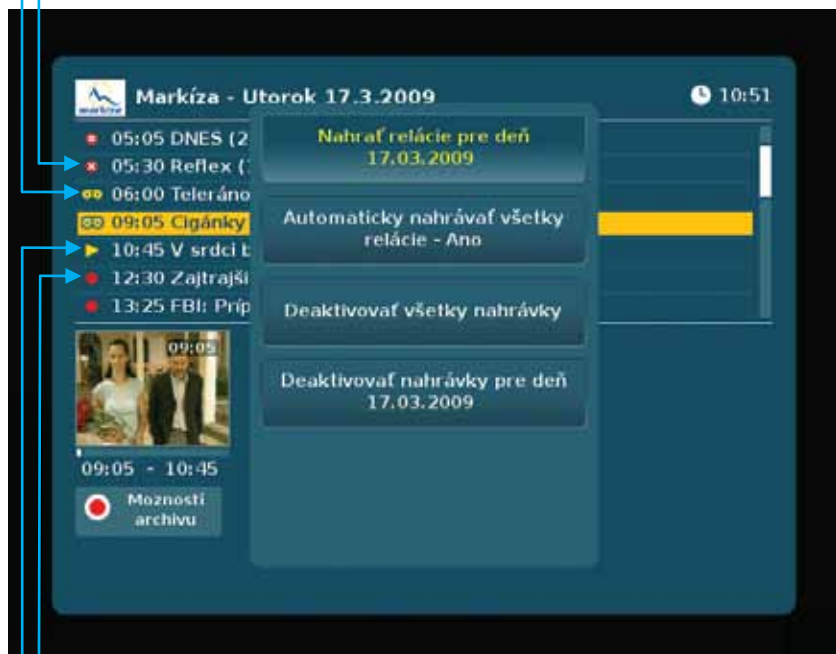 markíza
Markíza - Utorok 17.3.2009
10:51
05:05 DNES (2
05:30 Reflex (
06:00 Teleráno
09:05 Cigánky
10:45 V srdci
12:30 Zajtrajši
13:25 FBI: Príp
Nahrať relácie pre deň
17.03.2009
Automaticky nahrávať všetky
relácie - Ano
Deaktivovať všetky nahrávky
Deaktivovať nahrávky pre deň
17.03.2009
09:05
09:05 - 10:45
Moznosti
archivu